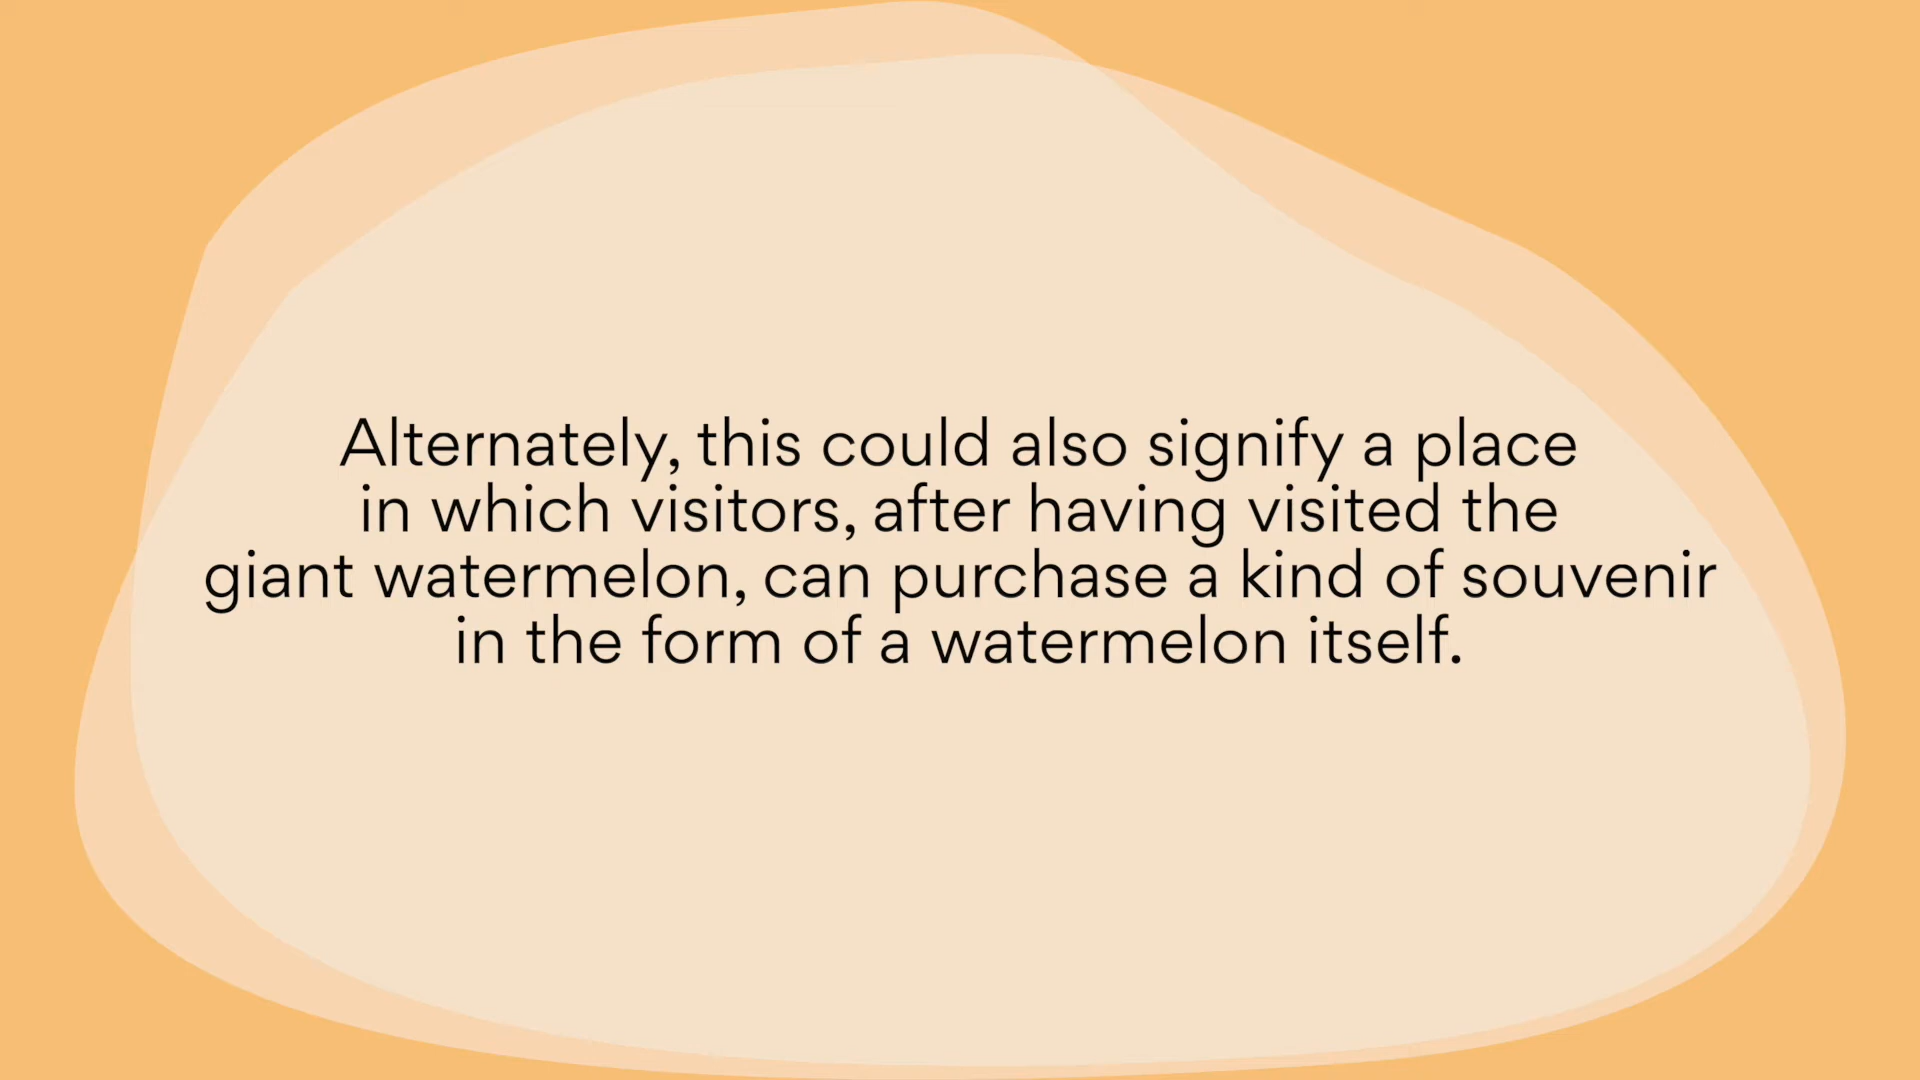 Alternately, this could also signify a place
in which visitors, after having visited the
giant watermelon, can purchase a kind of souvenir
in the form of a watermelon itself.